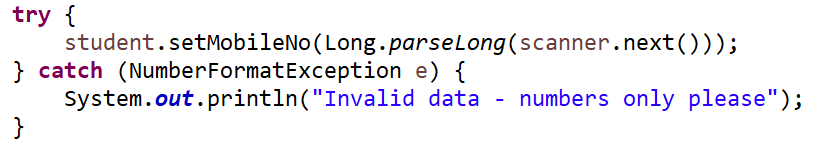 try {
    student.setMobileNo(Long.parseLong(scanner.next()));
} catch (NumberFormatException e) {
    System.out.println("Invalid data - numbers only please");
}